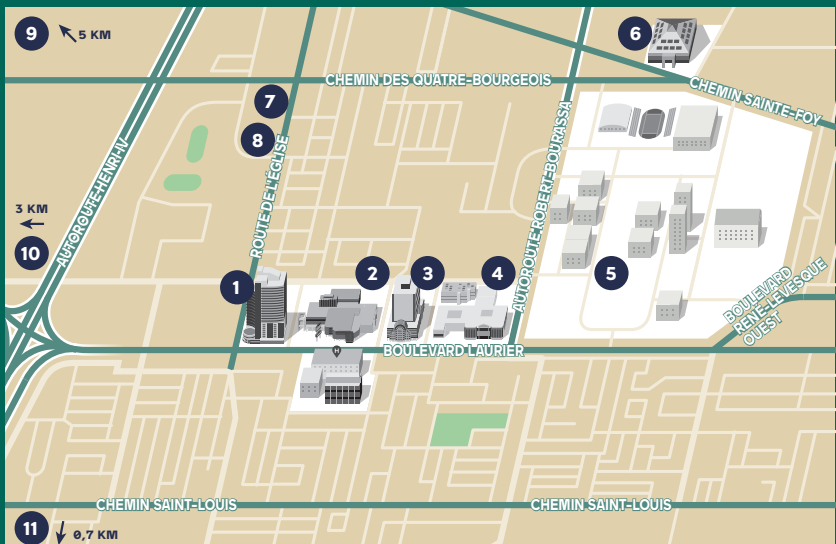 9
5 KM
6
CHEMIN DES QUATRE-BOURGEOIS
CHEMIN SAINTE-FOY
7
8
AUTOROUTE HENRI-IV
ROUTE DE L'ÉGLISE
AUTOROUTE ROBERT-BOURASSA
3 KM
10
1
2
3
4
5
BOULEVARD
RENÉ-LÉVESQUE
OUEST
H
BOULEVARD LAURIER
CHEMIN SAINT-LOUIS
CHEMIN SAINT-LOUIS
11
0,7 KM